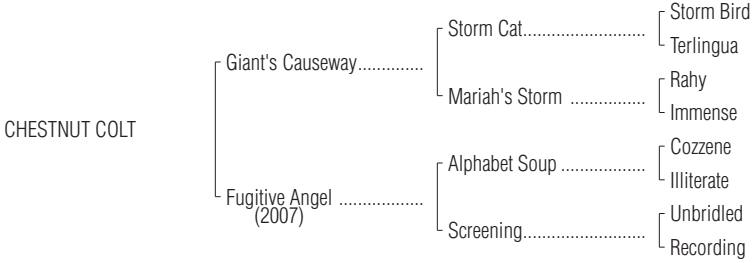 Storm Bird
Storm Cat..........................
Terlingua
Giant's Causeway..............
Rahy
Mariah's Storm ................
Immense
CHESTNUT COLT
Cozzene
Alphabet Soup ..................
Illiterate
Fugitive Angel ..................
(2007)
Unbridled
Screening..........................
Recording